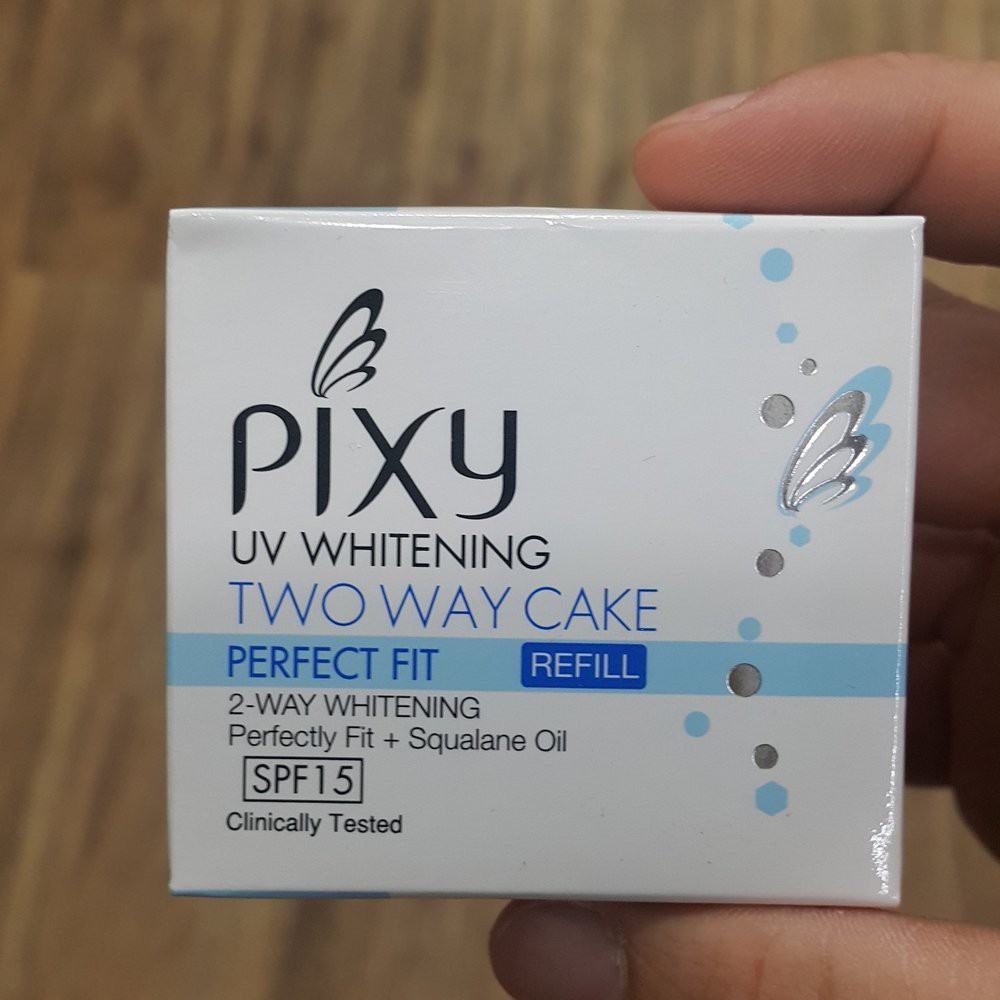 PIXY
UV WHITENING
TWO WAY CAKE
PERFECT FIT REFILL
2-WAY WHITENING
Perfectly Fit + Squalane Oil
SPF15
Clinically Tested